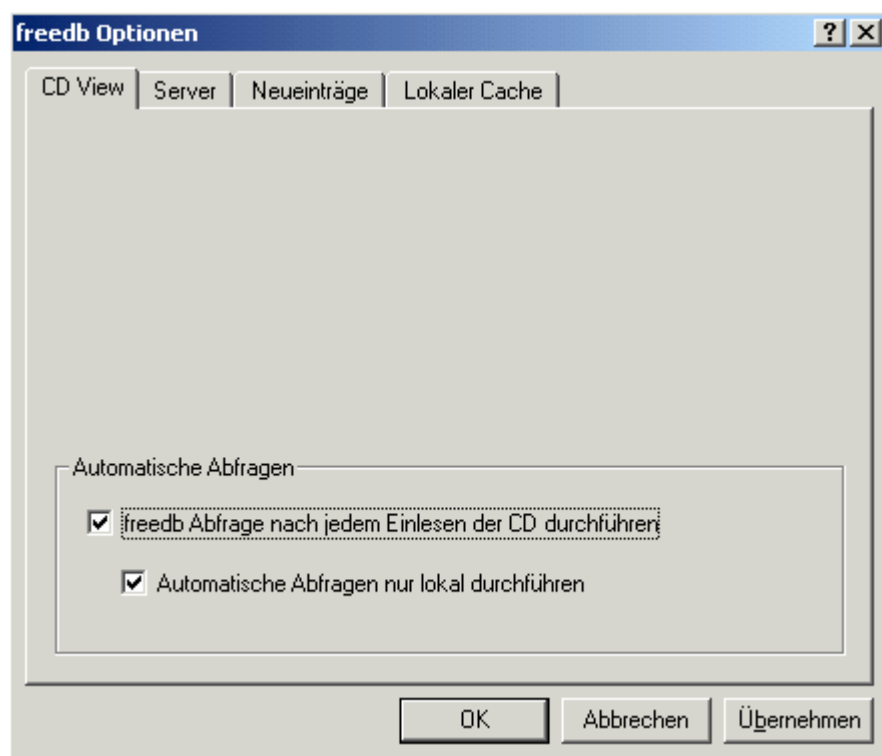 freedb Optionen
CD View
Server
Neueinträge
Lokaler Cache
Automatische Abfragen
freedb Abfrage nach jedem Einlesen der CD durchführen
Automatische Abfragen nur lokal durchführen
OK
Abbrechen
Übernehmen